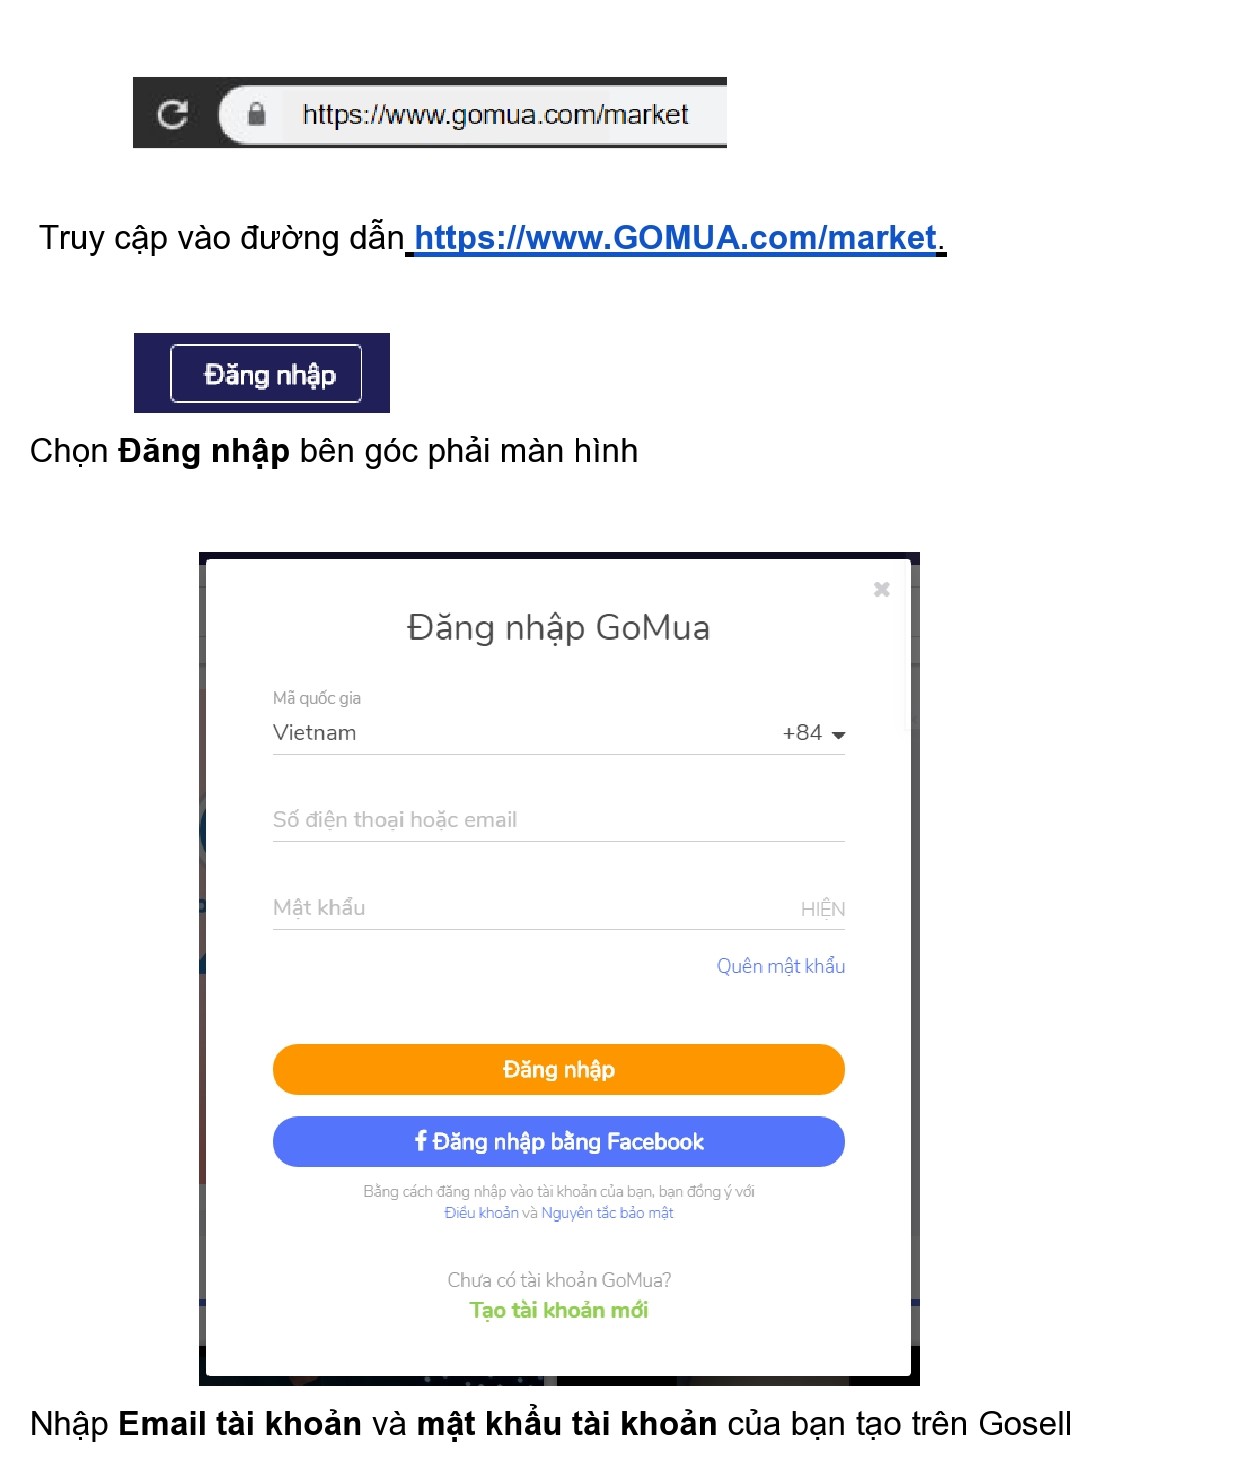 https://www.gomua.com/market
Truy cập vào đường dẫn https://www.GOMUA.com/market.
Đăng nhập
Chọn Đăng nhập bên góc phải màn hình
Đăng nhập GoMua
Mã quốc gia
Vietnam +84
Số điện thoại hoặc email
Mật khẩu HIỆN
Quên mật khẩu
Đăng nhập
f Đăng nhập bằng Facebook
Bằng cách đăng nhập vào tài khoản của bạn, bạn đồng ý với
Điều khoản và Nguyên tắc bảo mật
Chưa có tài khoản GoMua?
Tạo tài khoản mới
Nhập Email tài khoản và mật khẩu tài khoản của bạn tạo trên Gosell